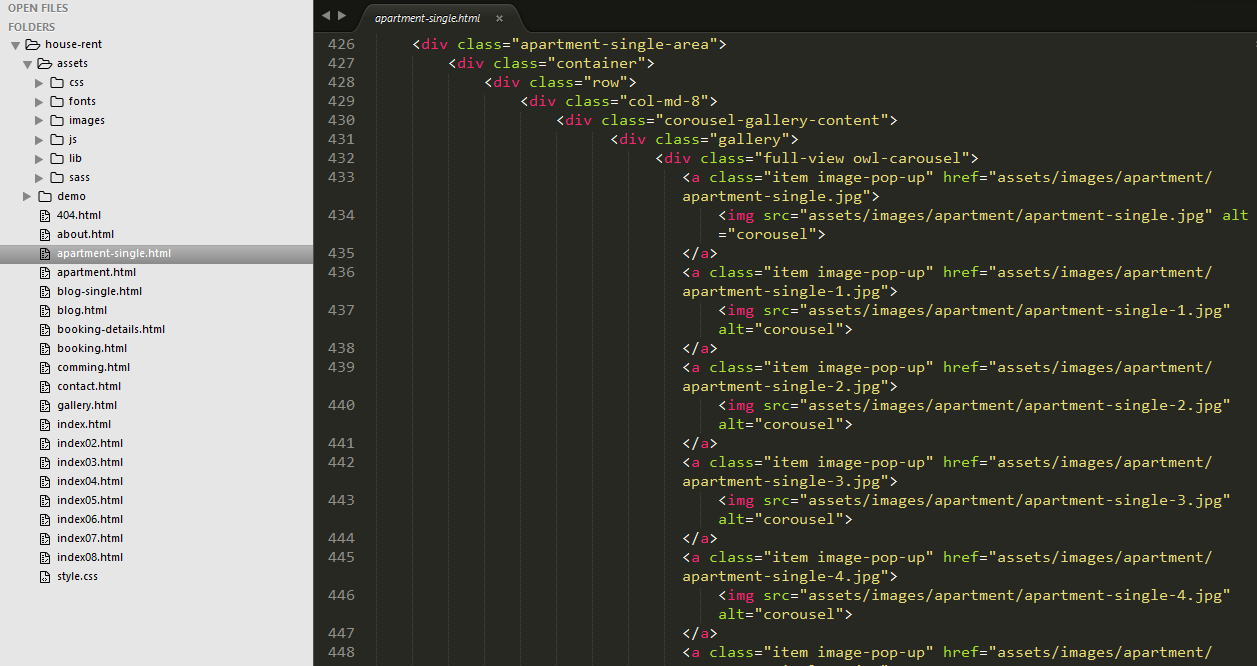 OPEN FILES
FOLDERS
house-rent
assets
css
fonts
images
js
lib
sass
demo
404.html
about.html
apartment-single.html
apartment.html
blog-single.html
blog.html
booking-details.html
booking.html
comming.html
contact.html
gallery.html
index.html
index02.html
index03.html
index04.html
index05.html
index06.html
index07.html
index08.html
style.css
apartment-single.html ×
426 <div class="apartment-single-area">
427 <div class="container">
428 <div class="row">
429 <div class="col-md-8">
430 <div class="corousel-gallery-content">
431 <div class="gallery">
432 <div class="full-view owl-carousel">
433 <a class="item image-pop-up" href="assets/images/apartment/
apartment-single.jpg">
434 <img src="assets/images/apartment/apartment-single.jpg" alt
="corousel">
435 </a>
436 <a class="item image-pop-up" href="assets/images/apartment/
apartment-single-1.jpg">
437 <img src="assets/images/apartment/apartment-single-1.jpg"
alt="corousel">
438 </a>
439 <a class="item image-pop-up" href="assets/images/apartment/
apartment-single-2.jpg">
440 <img src="assets/images/apartment/apartment-single-2.jpg"
alt="corousel">
441 </a>
442 <a class="item image-pop-up" href="assets/images/apartment/
apartment-single-3.jpg">
443 <img src="assets/images/apartment/apartment-single-3.jpg"
alt="corousel">
444 </a>
445 <a class="item image-pop-up" href="assets/images/apartment/
apartment-single-4.jpg">
446 <img src="assets/images/apartment/apartment-single-4.jpg"
alt="corousel">
447 </a>
448 <a class="item image-pop-up" href="assets/images/apartment/